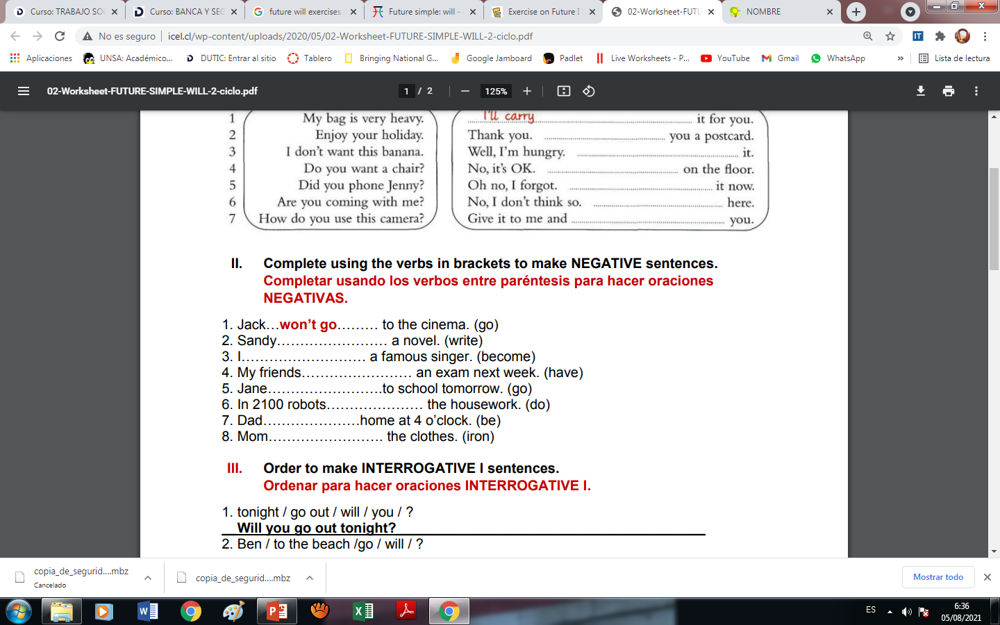 Curso: TRABAJO SO
Curso: BANCA Y SEG
future will exercises
Future simple: will -
Exercise on Future I
02-Worksheet-FUTU
NOMBRE
No es seguro | icel.cl/wp-content/uploads/2020/05/02-Worksheet-FUTURE-SIMPLE-WILL-2-ciclo.pdf
Aplicaciones UNSA: Académico... DUTIC: Entrar al sitio Tablero Bringing National G... Google Jamboard Padlet Live Worksheets - P... YouTube Gmail WhatsApp » Lista de lectura
02-Worksheet-FUTURE-SIMPLE-WILL-2-ciclo.pdf 1 / 2 — 125% +
1 My bag is very heavy. I'll carry it for you.
2 Enjoy your holiday. Thank you. ........ you a postcard.
3 I don't want this banana. Well, I'm hungry. ........ it.
4 Do you want a chair? No, it's OK. ........ on the floor.
5 Did you phone Jenny? Oh no, I forgot. ........ it now.
6 Are you coming with me? No, I don't think so. ........ here.
7 How do you use this camera? Give it to me and ........ you.
II. Complete using the verbs in brackets to make NEGATIVE sentences.
Completar usando los verbos entre paréntesis para hacer oraciones
NEGATIVAS.
1. Jack…won't go……… to the cinema. (go)
2. Sandy…………………… a novel. (write)
3. I……………………… a famous singer. (become)
4. My friends…………………… an exam next week. (have)
5. Jane…………………….to school tomorrow. (go)
6. In 2100 robots………………… the housework. (do)
7. Dad………………….home at 4 o'clock. (be)
8. Mom……………………. the clothes. (iron)
III. Order to make INTERROGATIVE I sentences.
Ordenar para hacer oraciones INTERROGATIVE I.
1. tonight / go out / will / you / ?
Will you go out tonight?
2. Ben / to the beach /go / will / ?
copia_de_segurid....mbz
Cancelado
copia_de_segurid....mbz
Mostrar todo
ES
6:36
05/08/2021